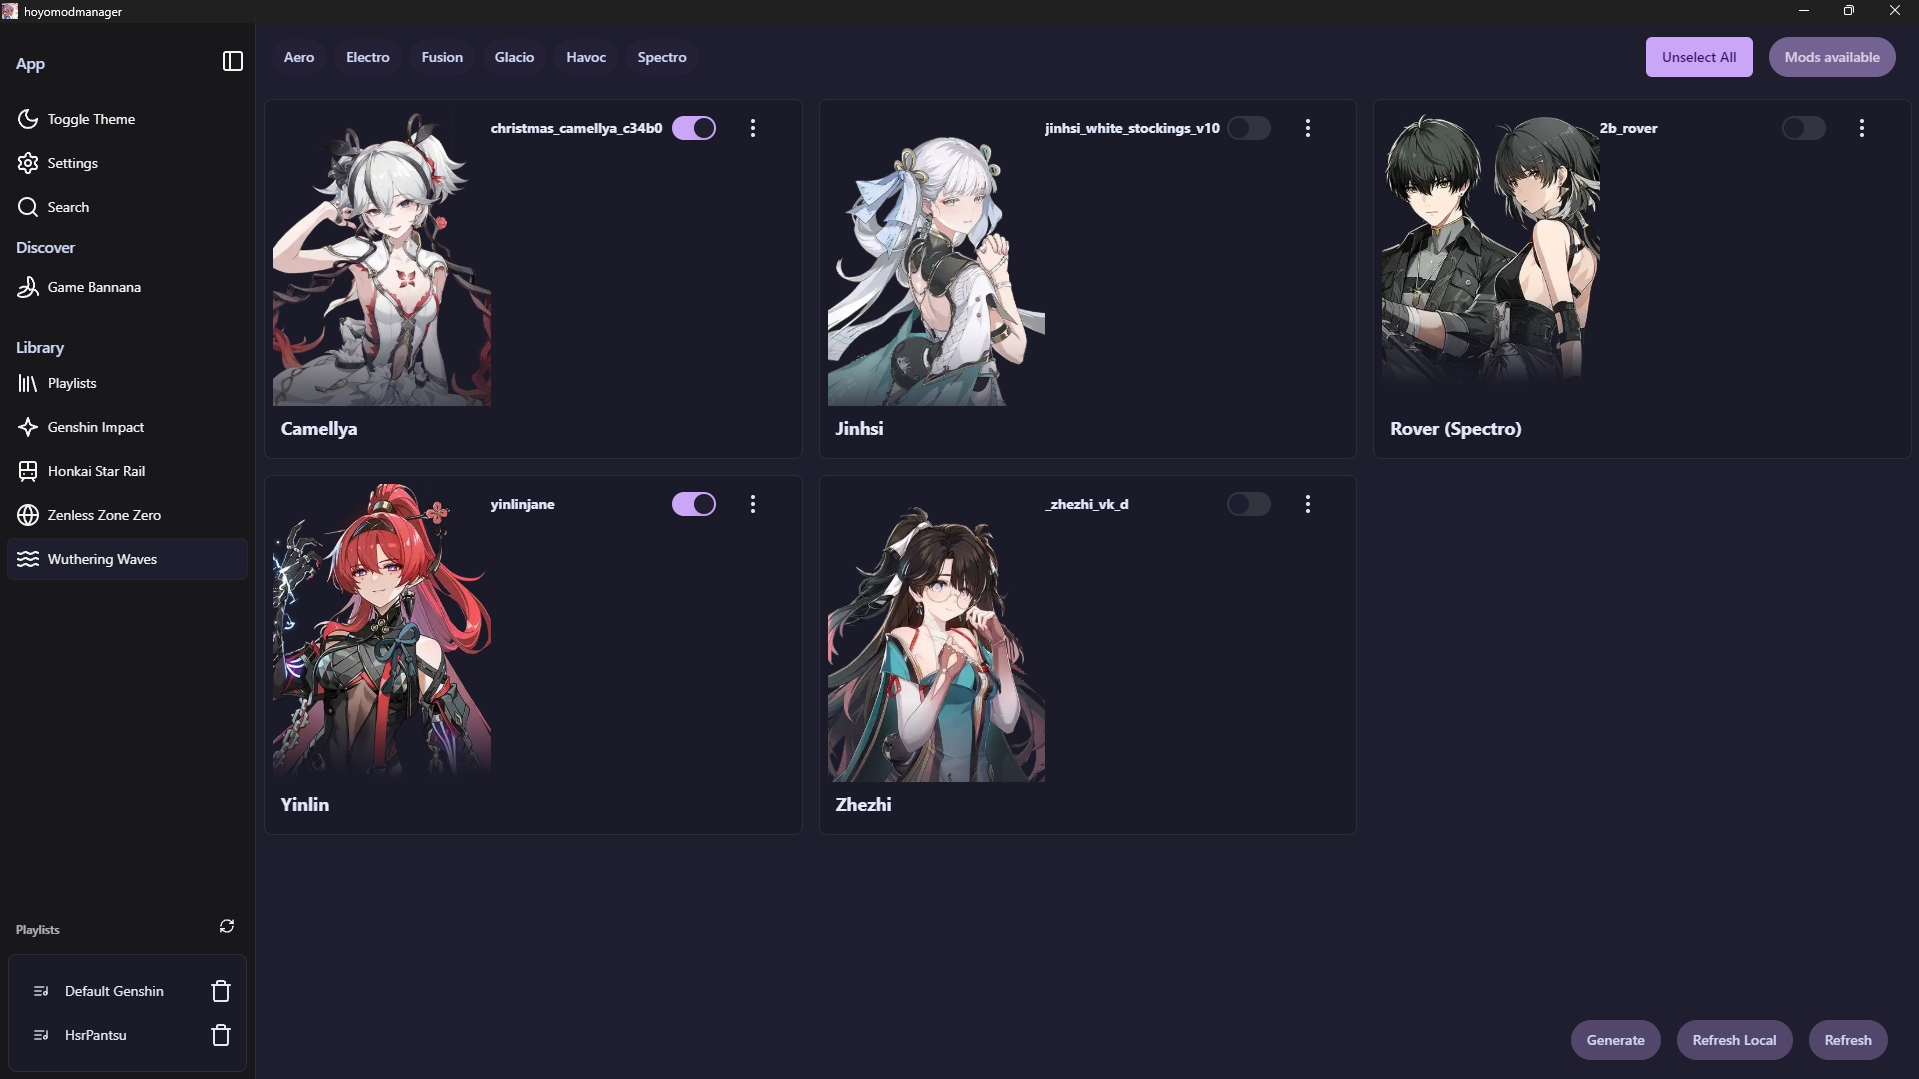 hoyomodmanager
App
Toggle Theme
Settings
Search
Discover
Game Bannana
Library
Playlists
Genshin Impact
Honkai Star Rail
Zenless Zone Zero
Wuthering Waves
Playlists
Default Genshin
HsrPantsu
Aero Electro Fusion Glacio Havoc Spectro
Unselect All Mods available
christmas_camellya_c34b0
Camellya
jinhsi_white_stockings_v10
Jinhsi
2b_rover
Rover (Spectro)
yinlinjane
Yinlin
_zhezhi_vk_d
Zhezhi
Generate Refresh Local Refresh